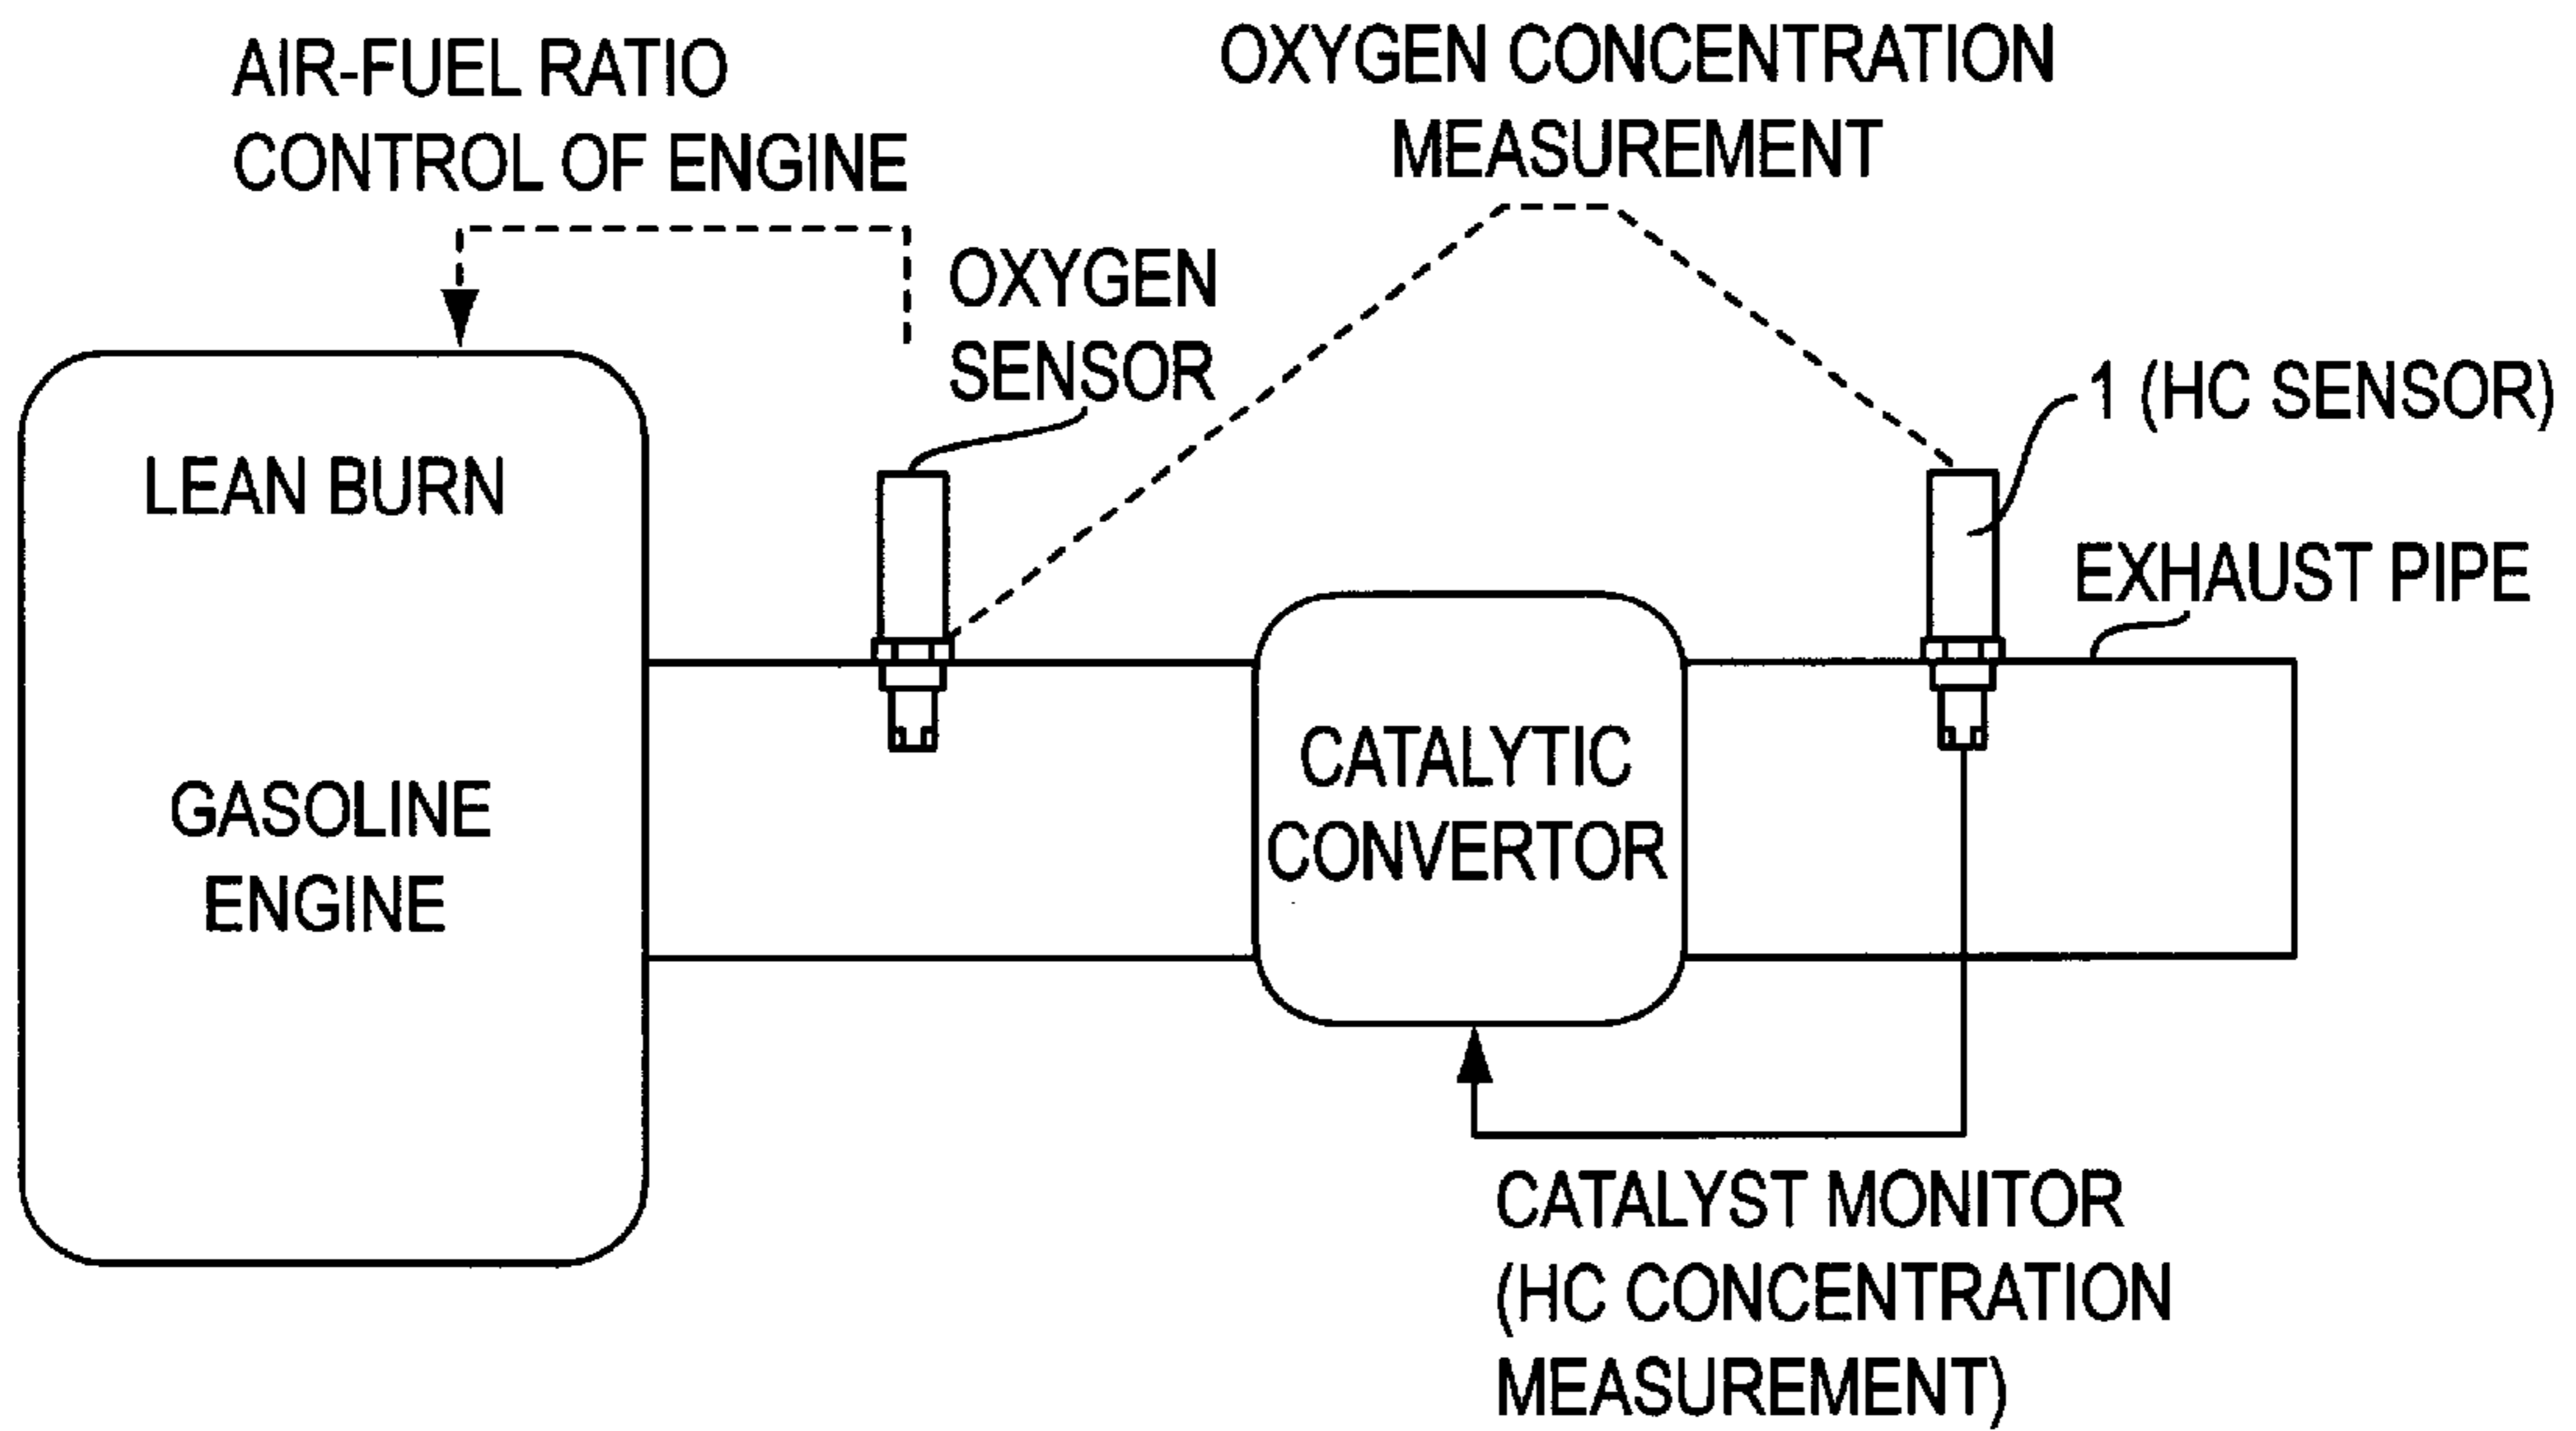 AIR-FUEL RATIO
CONTROL OF ENGINE
OXYGEN CONCENTRATION
MEASUREMENT
OXYGEN
SENSOR
1 (HC SENSOR)
LEAN BURN
EXHAUST PIPE
GASOLINE
ENGINE
CATALYTIC
CONVERTOR
CATALYST MONITOR
(HC CONCENTRATION
MEASUREMENT)